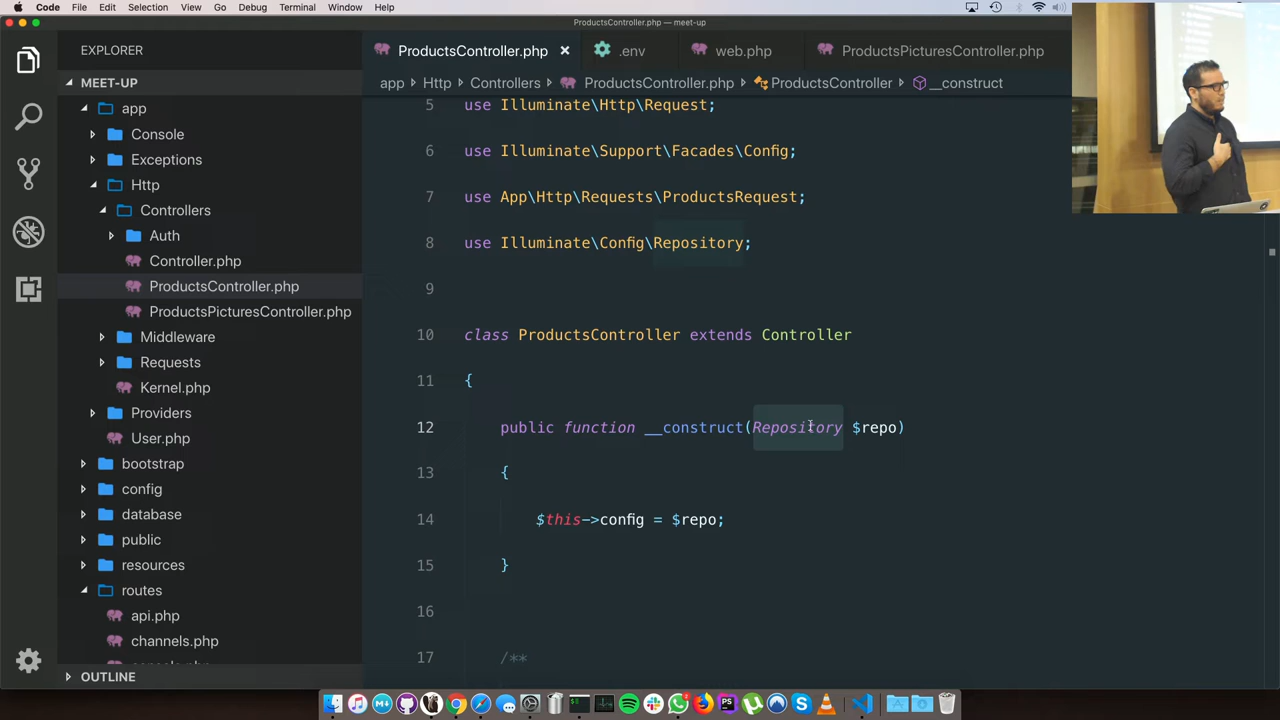 Code File Edit Selection View Go Debug Terminal Window Help
ProductsController.php — meet-up
EXPLORER
MEET-UP
app
Console
Exceptions
Http
Controllers
Auth
Controller.php
ProductsController.php
ProductsPicturesController.php
Middleware
Requests
Kernel.php
Providers
User.php
bootstrap
config
database
public
resources
routes
api.php
channels.php
console.php
OUTLINE
ProductsController.php .env web.php ProductsPicturesController.php
app Http Controllers ProductsController.php ProductsController __construct
5 use Illuminate\Http\Request;
6 use Illuminate\Support\Facades\Config;
7 use App\Http\Requests\ProductsRequest;
8 use Illuminate\Config\Repository;
9
10 class ProductsController extends Controller
11 {
12 public function __construct(Repository $repo)
13 {
14 $this->config = $repo;
15 }
16
17 /**